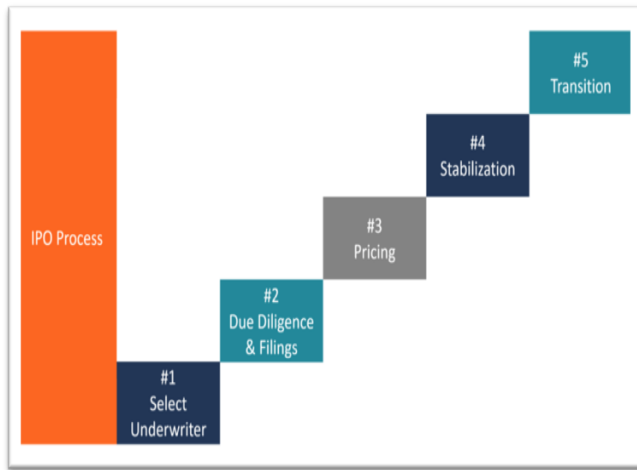 IPO Process
#1
Select
Underwriter
#2
Due Diligence
& Filings
#3
Pricing
#4
Stabilization
#5
Transition